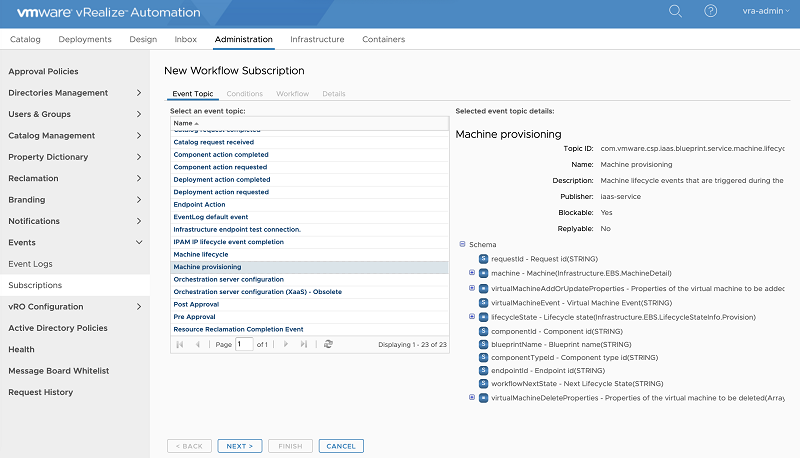 vmware vRealize Automation
vra-admin
Catalog Deployments Design Inbox Administration Infrastructure Containers
Approval Policies
Directories Management
Users & Groups
Catalog Management
Property Dictionary
Reclamation
Branding
Notifications
Events
Event Logs
Subscriptions
vRO Configuration
Active Directory Policies
Health
Message Board Whitelist
Request History
New Workflow Subscription
Event Topic Conditions Workflow Details
Select an event topic:
Name
Catalog request completed
Catalog request received
Component action completed
Component action requested
Deployment action completed
Deployment action requested
Endpoint Action
EventLog default event
Infrastructure endpoint test connection.
IPAM IP lifecycle event completion
Machine lifecycle
Machine provisioning
Orchestration server configuration
Orchestration server configuration (XaaS) - Obsolete
Post Approval
Pre Approval
Resource Reclamation Completion Event
Page 1 of 1 Displaying 1 - 23 of 23
Selected event topic details:
Machine provisioning
Topic ID: com.vmware.csp.iaas.blueprint.service.machine.lifecyc
Name: Machine provisioning
Description: Machine lifecycle events that are triggered during the
Publisher: iaas-service
Blockable: Yes
Replyable: No
Schema
S requestId - Request id(STRING)
machine - Machine(Infrastructure.EBS.MachineDetail)
virtualMachineAddOrUpdateProperties - Properties of the virtual machine to be added
S virtualMachineEvent - Virtual Machine Event(STRING)
lifecycleState - Lifecycle state(Infrastructure.EBS.LifecycleStateInfo.Provision)
S componentId - Component id(STRING)
S blueprintName - Blueprint name(STRING)
S componentTypeId - Component type id(STRING)
S endpointId - Endpoint id(STRING)
S workflowNextState - Next Lifecycle State(STRING)
virtualMachineDeleteProperties - Properties of the virtual machine to be deleted(Array
< BACK NEXT > FINISH CANCEL